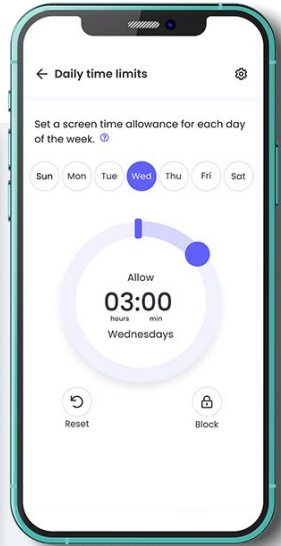 Daily time limits
Set a screen time allowance for each day
of the week.
Sun Mon Tue Wed Thu Fri Sat
Allow
03:00
hours min
Wednesdays
Reset Block